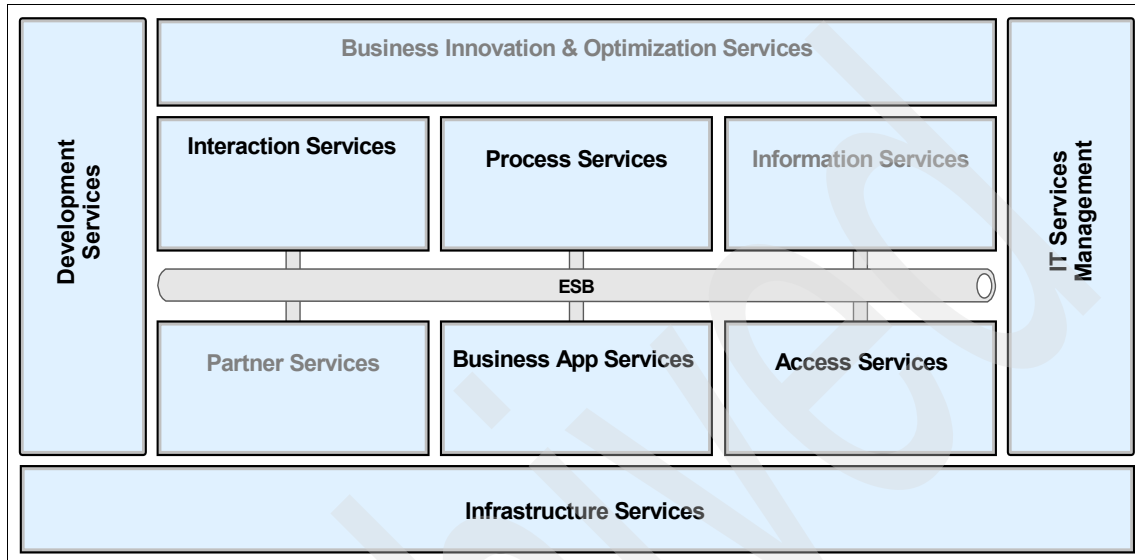 Business Innovation & Optimization Services
Development
Services
Interaction Services
Process Services
Information Services
IT Services
Management
ESB
Partner Services
Business App Services
Access Services
Infrastructure Services